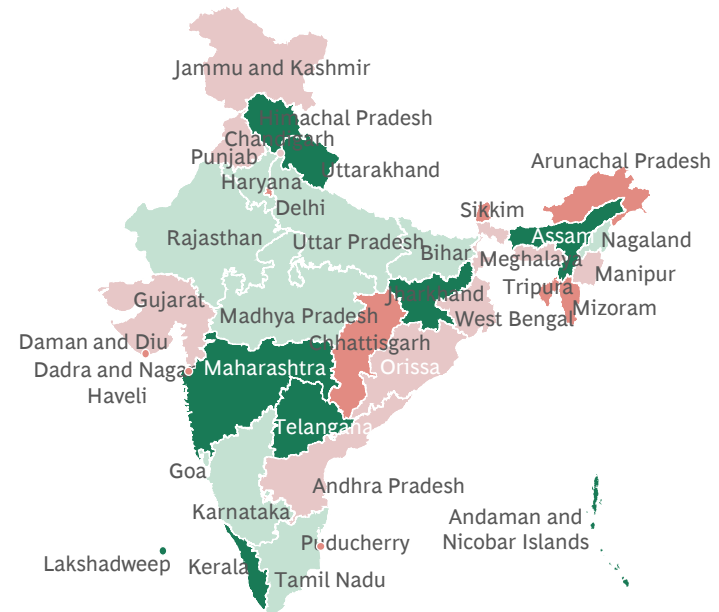 Jammu and Kashmir
Himachal Pradesh
Chandigarh
Punjab
Uttarakhand
Haryana
Arunachal Pradesh
Delhi
Sikkim
Rajasthan
Uttar Pradesh
Assam
Nagaland
Bihar
Meghalaya
Manipur
Tripura
Gujarat
Jharkhand
Mizoram
Madhya Pradesh
West Bengal
Daman and Diu
Chhattisgarh
Dadra and Nagar
Haveli
Maharashtra
Orissa
Telangana
Goa
Andhra Pradesh
Karnataka
Andaman and
Nicobar Islands
Puducherry
Lakshadweep
Kerala
Tamil Nadu